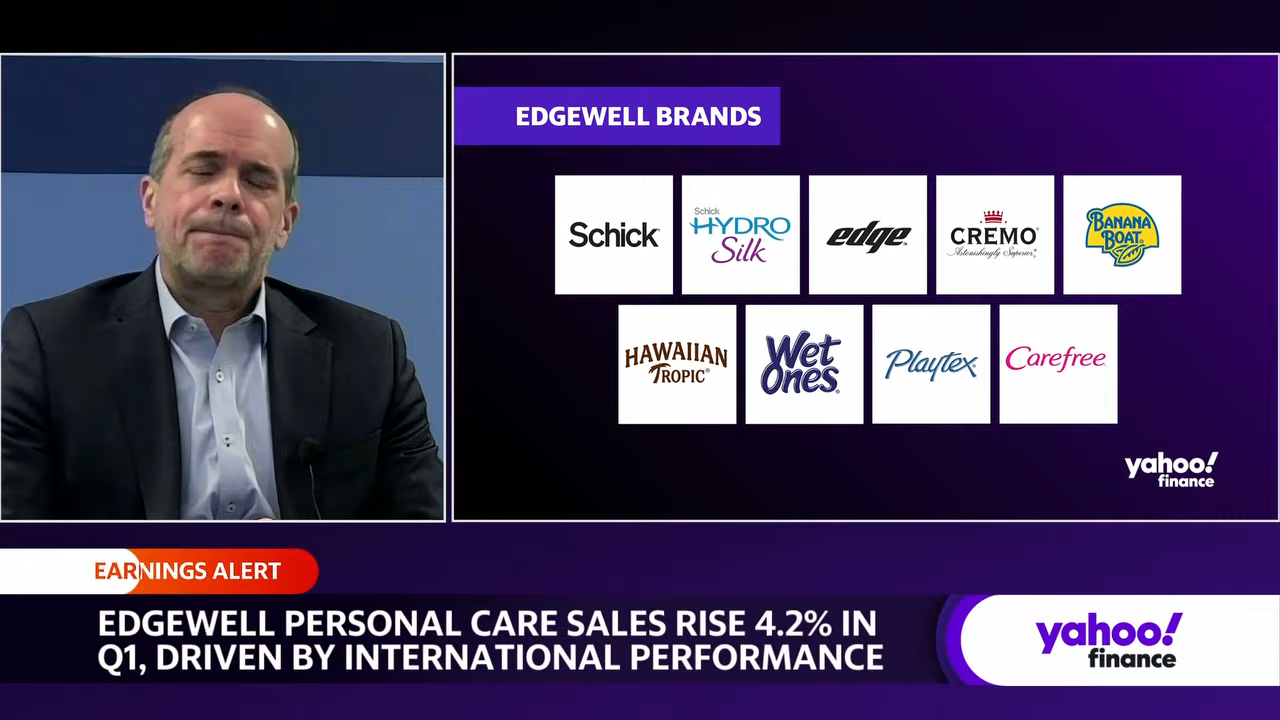 EDGEWELL BRANDS
Schick
Schick
HYDRO
Silk
edge
CREMO
Astonishingly Superior
BANANA
BOAT
HAWAIIAN
TROPIC
Wet
Ones
Playtex
Carefree
yahoo!
finance
EARNINGS ALERT
EDGEWELL PERSONAL CARE SALES RISE 4.2% IN
Q1, DRIVEN BY INTERNATIONAL PERFORMANCE
yahoo!
finance